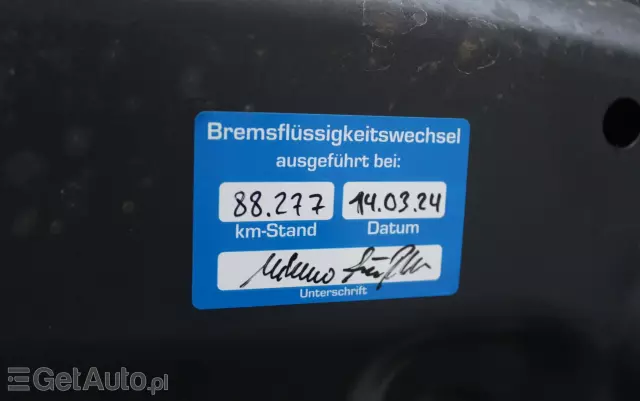 Bremsflüssigkeitswechsel
ausgeführt bei:
88.277 14.03.24
km-Stand Datum
Unterschrift
GetAuto.pl